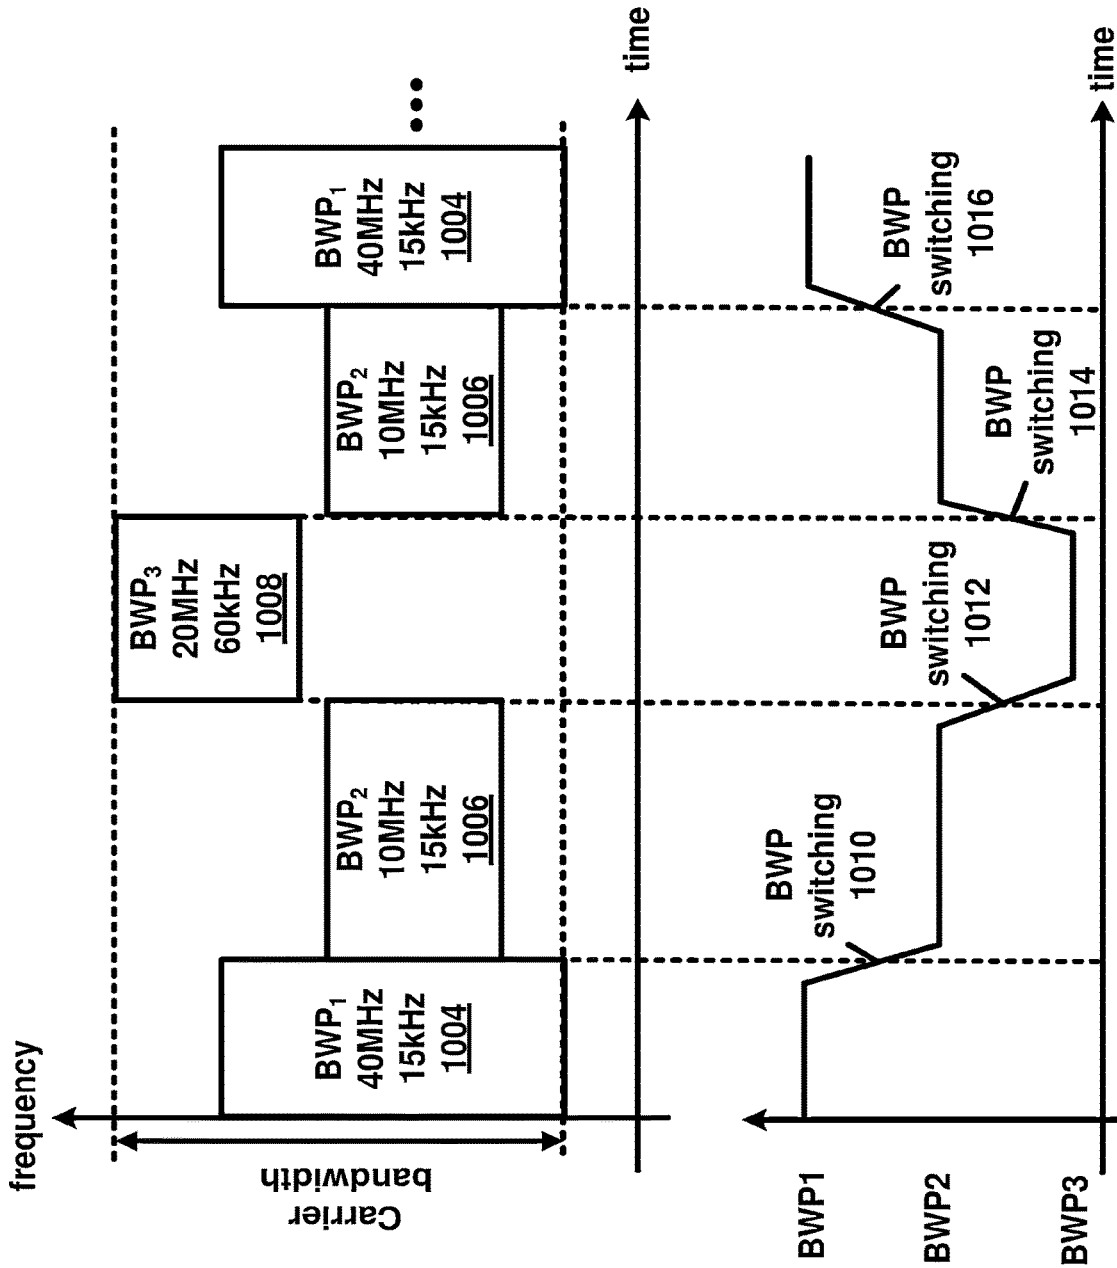 frequency
Carrier
bandwidth
BWP1
40MHz
15kHz
1004
BWP2
10MHz
15kHz
1006
BWP3
20MHz
60kHz
1008
BWP2
10MHz
15kHz
1006
BWP1
40MHz
15kHz
1004
time
BWP1
BWP2
BWP3
BWP
switching
1010
BWP
switching
1012
BWP
switching
1014
BWP
switching
1016
time